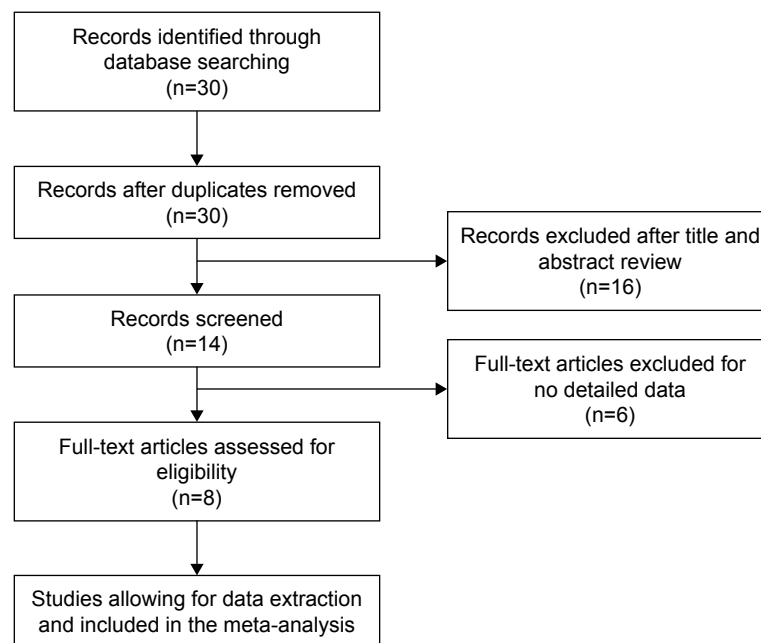 Records identified through
database searching
(n=30)
Records after duplicates removed
(n=30)
Records excluded after title and
abstract review
(n=16)
Records screened
(n=14)
Full-text articles excluded for
no detailed data
(n=6)
Full-text articles assessed for
eligibility
(n=8)
Studies allowing for data extraction
and included in the meta-analysis